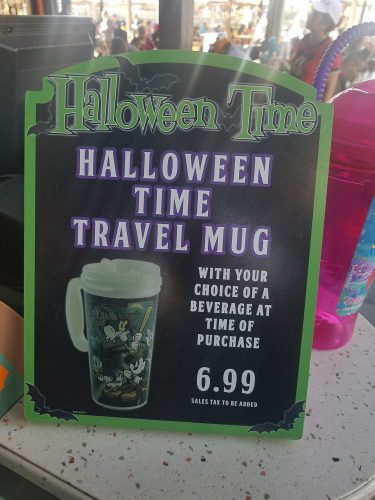 Halloween Time
HALLOWEEN
TIME
TRAVEL MUG
WITH YOUR
CHOICE OF A
BEVERAGE AT
TIME OF
PURCHASE
6.99
SALES TAX TO BE ADDED